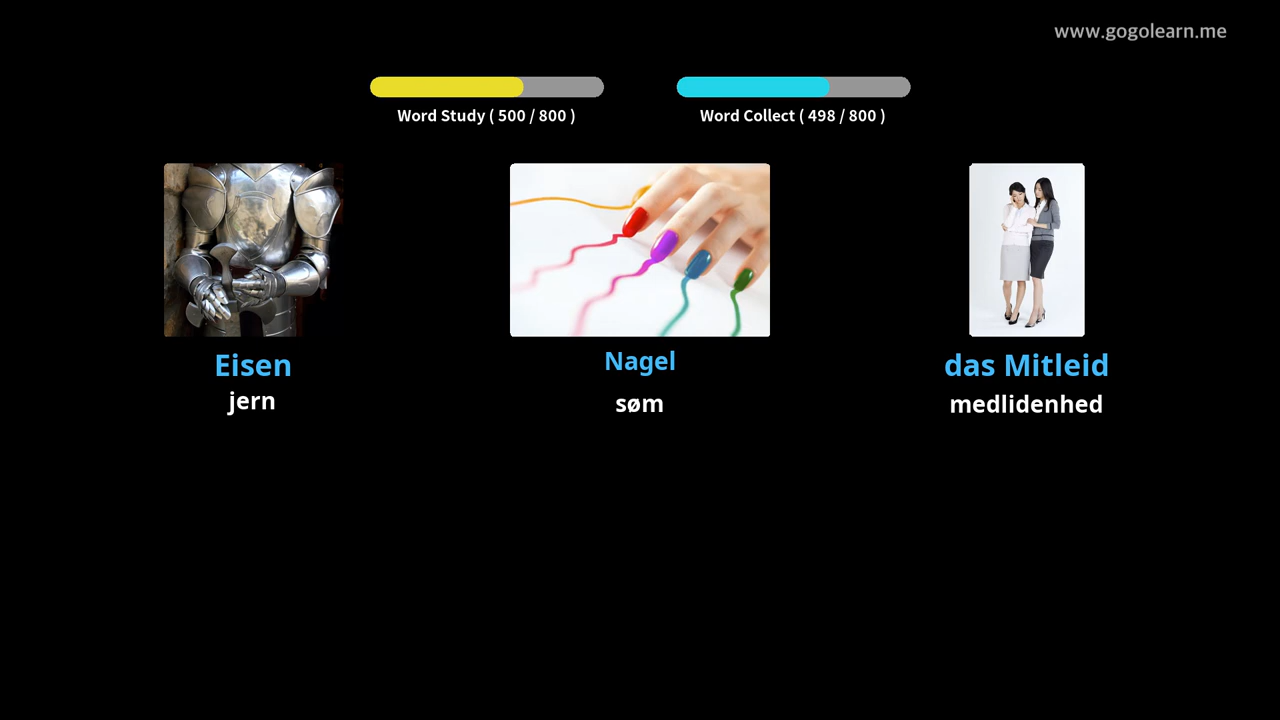 www.gogolearn.me
Word Study ( 500 / 800 )
Word Collect ( 498 / 800 )
Eisen
jern
Nagel
søm
das Mitleid
medlidenhed